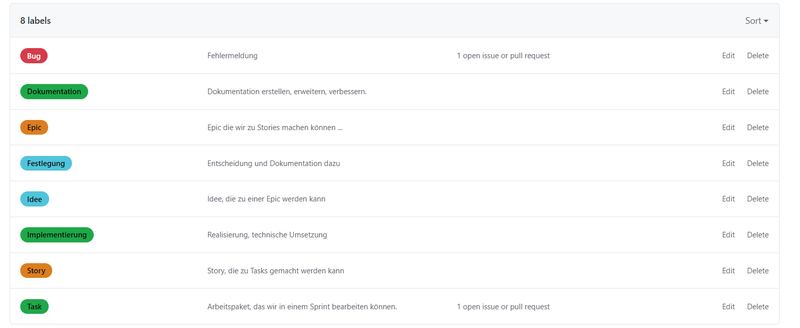 8 labels Sort
Bug Fehlermeldung 1 open issue or pull request Edit Delete
Dokumentation Dokumentation erstellen, erweitern, verbessern. Edit Delete
Epic Epic die wir zu Stories machen können ... Edit Delete
Festlegung Entscheidung und Dokumentation dazu Edit Delete
Idee Idee, die zu einer Epic werden kann Edit Delete
Implementierung Realisierung, technische Umsetzung Edit Delete
Story Story, die zu Tasks gemacht werden kann Edit Delete
Task Arbeitspaket, das wir in einem Sprint bearbeiten können. 1 open issue or pull request Edit Delete